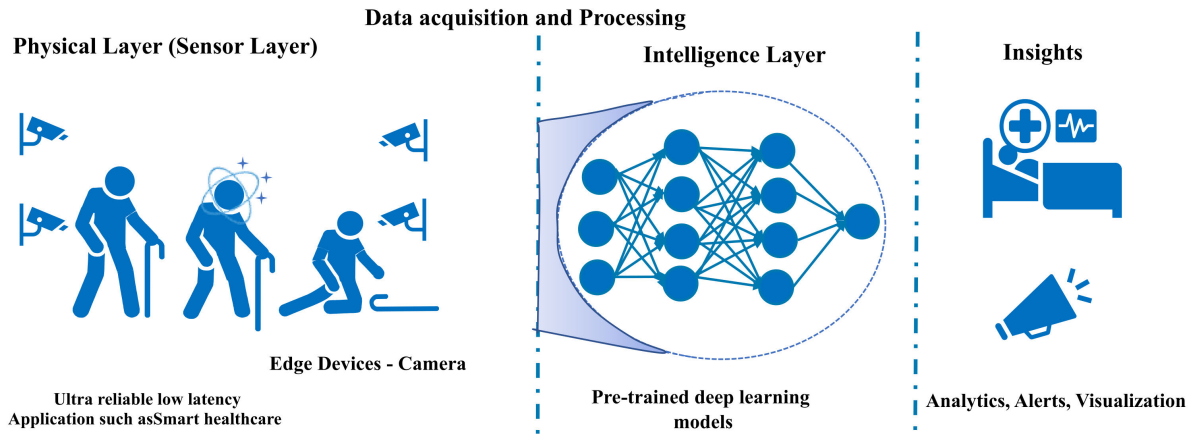 Data acquisition and Processing
Physical Layer (Sensor Layer)
Intelligence Layer
Insights
Edge Devices - Camera
Ultra reliable low latency
Application such asSmart healthcare
Pre-trained deep learning
models
Analytics, Alerts, Visualization